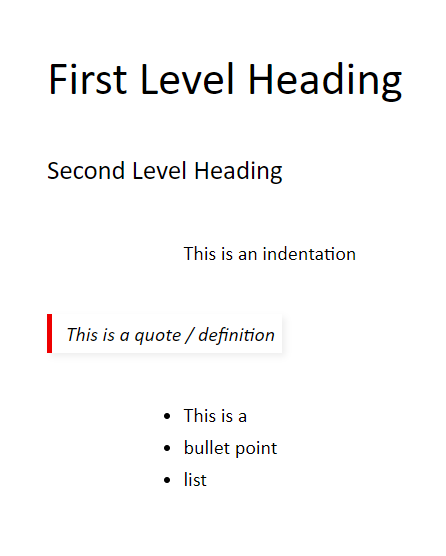 First Level Heading
Second Level Heading
This is an indentation
This is a quote / definition
• This is a
• bullet point
• list